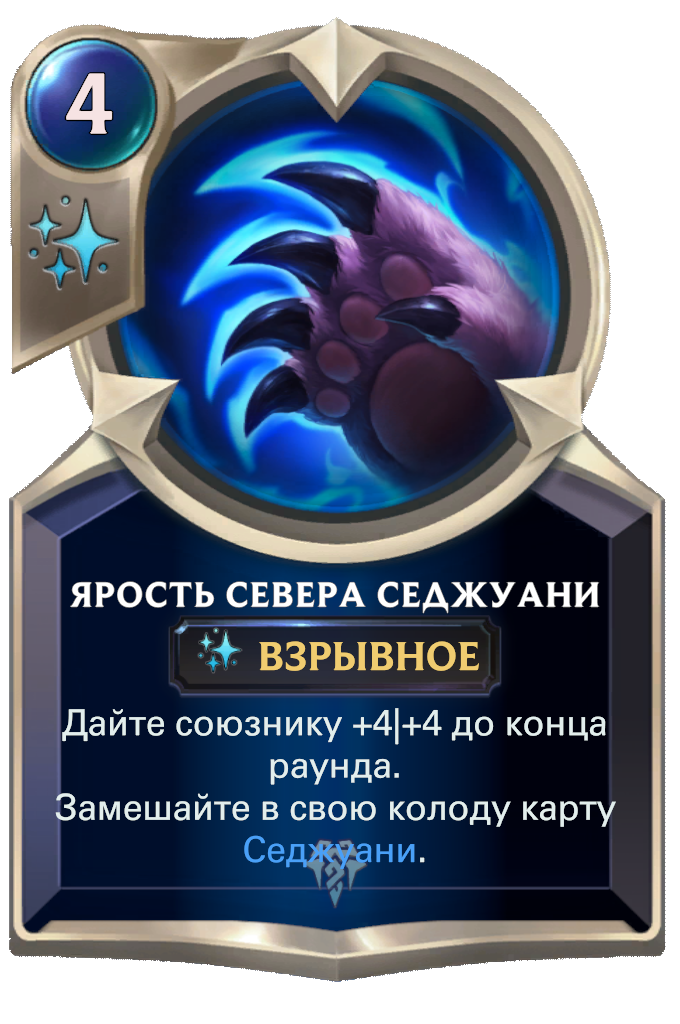 4
ЯРОСТЬ СЕВЕРА СЕДЖУАНИ
ВЗРЫВНОЕ
Дайте союзнику +4|+4 до конца
раунда.
Замешайте в свою колоду карту
Седжуани.